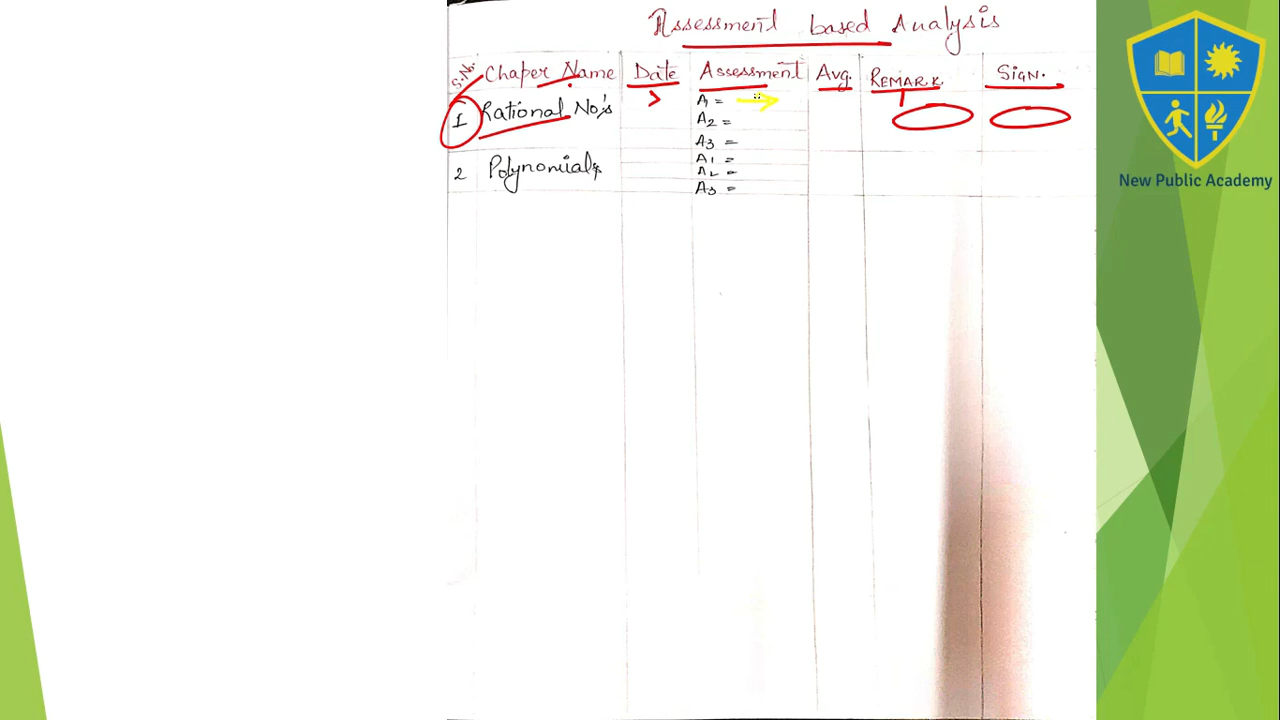 Assessment based Analysis
S.No. Chaper Name Date Assessment Avg. REMARK SIGN.
1 Rational No's A1 =
A2 =
A3 =
2 Polynomials A1 =
A2 =
A3 =
New Public Academy